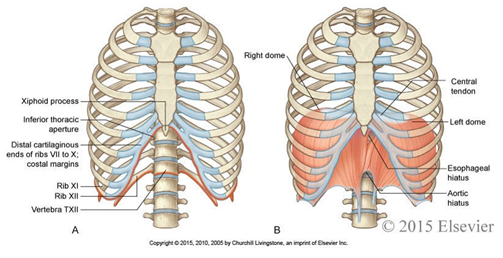 Xiphoid process
Inferior thoracic
aperture
Distal cartilaginous
ends of ribs VII to X;
costal margins
Rib XI
Rib XII
Vertebra TXII
A
Right dome
Central
tendon
Left dome
Esophageal
hiatus
Aortic
hiatus
B
© 2015 Elsevier
Copyright © 2015, 2010, 2005 by Churchill Livingstone, an imprint of Elsevier Inc.